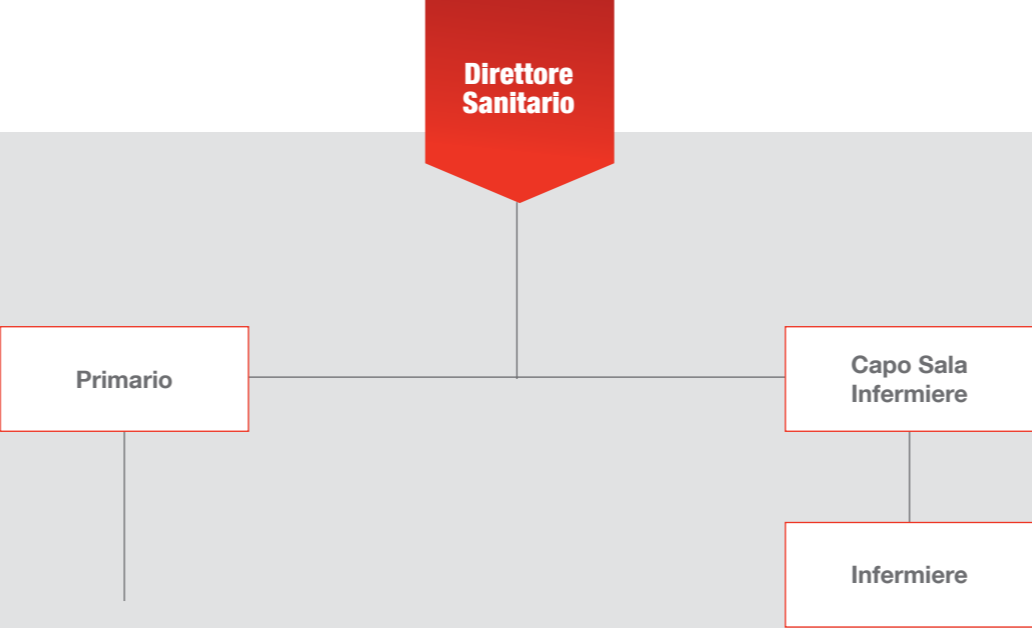 Direttore
Sanitario
Primario
Capo Sala
Infermiere
Infermiere